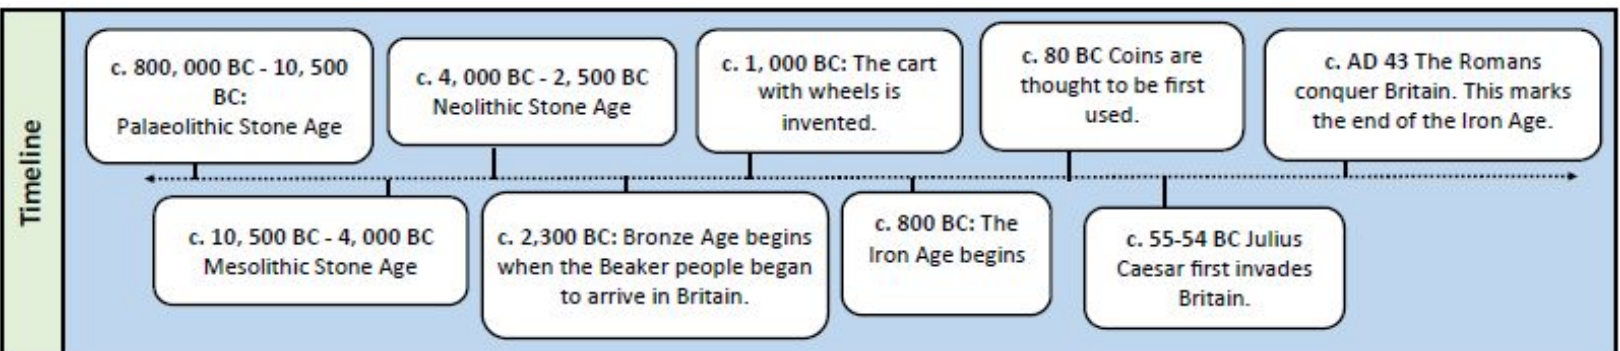 Timeline
c. 800, 000 BC - 10, 500
BC:
Palaeolithic Stone Age
c. 10, 500 BC - 4, 000 BC
Mesolithic Stone Age
c. 4, 000 BC - 2, 500 BC
Neolithic Stone Age
c. 2,300 BC: Bronze Age begins
when the Beaker people began
to arrive in Britain.
c. 1, 000 BC: The cart
with wheels is
invented.
c. 800 BC: The
Iron Age begins
c. 80 BC Coins are
thought to be first
used.
c. 55-54 BC Julius
Caesar first invades
Britain.
c. AD 43 The Romans
conquer Britain. This marks
the end of the Iron Age.